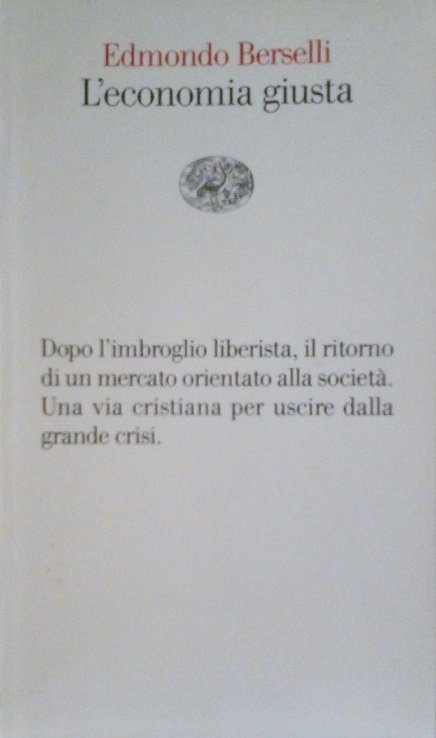 Edmondo Berselli
L'economia giusta
Dopo l'imbroglio liberista, il ritorno
di un mercato orientato alla società.
Una via cristiana per uscire dalla
grande crisi.